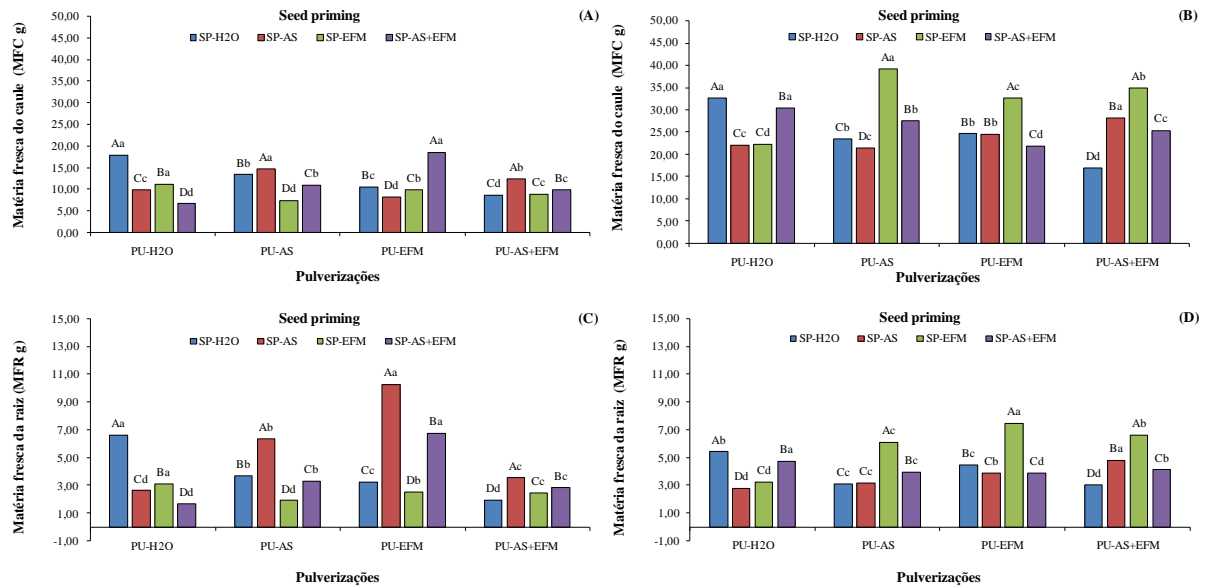 Seed priming (A)
SP-H2O SP-AS SP-EFM SP-AS+EFM
Matéria fresca do caule (MFC g)
50,00
45,00
40,00
35,00
30,00
25,00
20,00
15,00
10,00
5,00
0,00
Aa Cc Ba Dd
Bb Aa Dd Cb
Bc Dd Cb Aa
Cd Ab Cc Bc
PU-H2O PU-AS PU-EFM PU-AS+EFM
Pulverizações
Seed priming (B)
SP-H2O SP-AS SP-EFM SP-AS+EFM
Matéria fresca do caule (MFC g)
50,00
45,00
40,00
35,00
30,00
25,00
20,00
15,00
10,00
5,00
0,00
Aa Cc Cd Ba
Cb Dc Aa Bb
Bb Bb Ac Cd
Dd Ba Ab Cc
PU-H2O PU-AS PU-EFM PU-AS+EFM
Pulverizações
Seed priming (C)
SP-H2O SP-AS SP-EFM SP-AS+EFM
Matéria fresca da raiz (MFR g)
15,00
13,00
11,00
9,00
7,00
5,00
3,00
1,00
-1,00
Aa Cd Ba Dd
Bb Ab Dd Cb
Cc Aa Db Ba
Dd Ac Cc Bc
PU-H2O PU-AS PU-EFM PU-AS+EFM
Pulverizações
Seed priming (D)
SP-H2O SP-AS SP-EFM SP-AS+EFM
Matéria fresca da raiz (MFR g)
15,00
13,00
11,00
9,00
7,00
5,00
3,00
1,00
-1,00
Ab Dd Cd Ba
Cc Cc Ac Bc
Bc Cb Aa Cd
Dd Ba Ab Cb
PU-H2O PU-AS PU-EFM PU-AS+EFM
Pulverizações